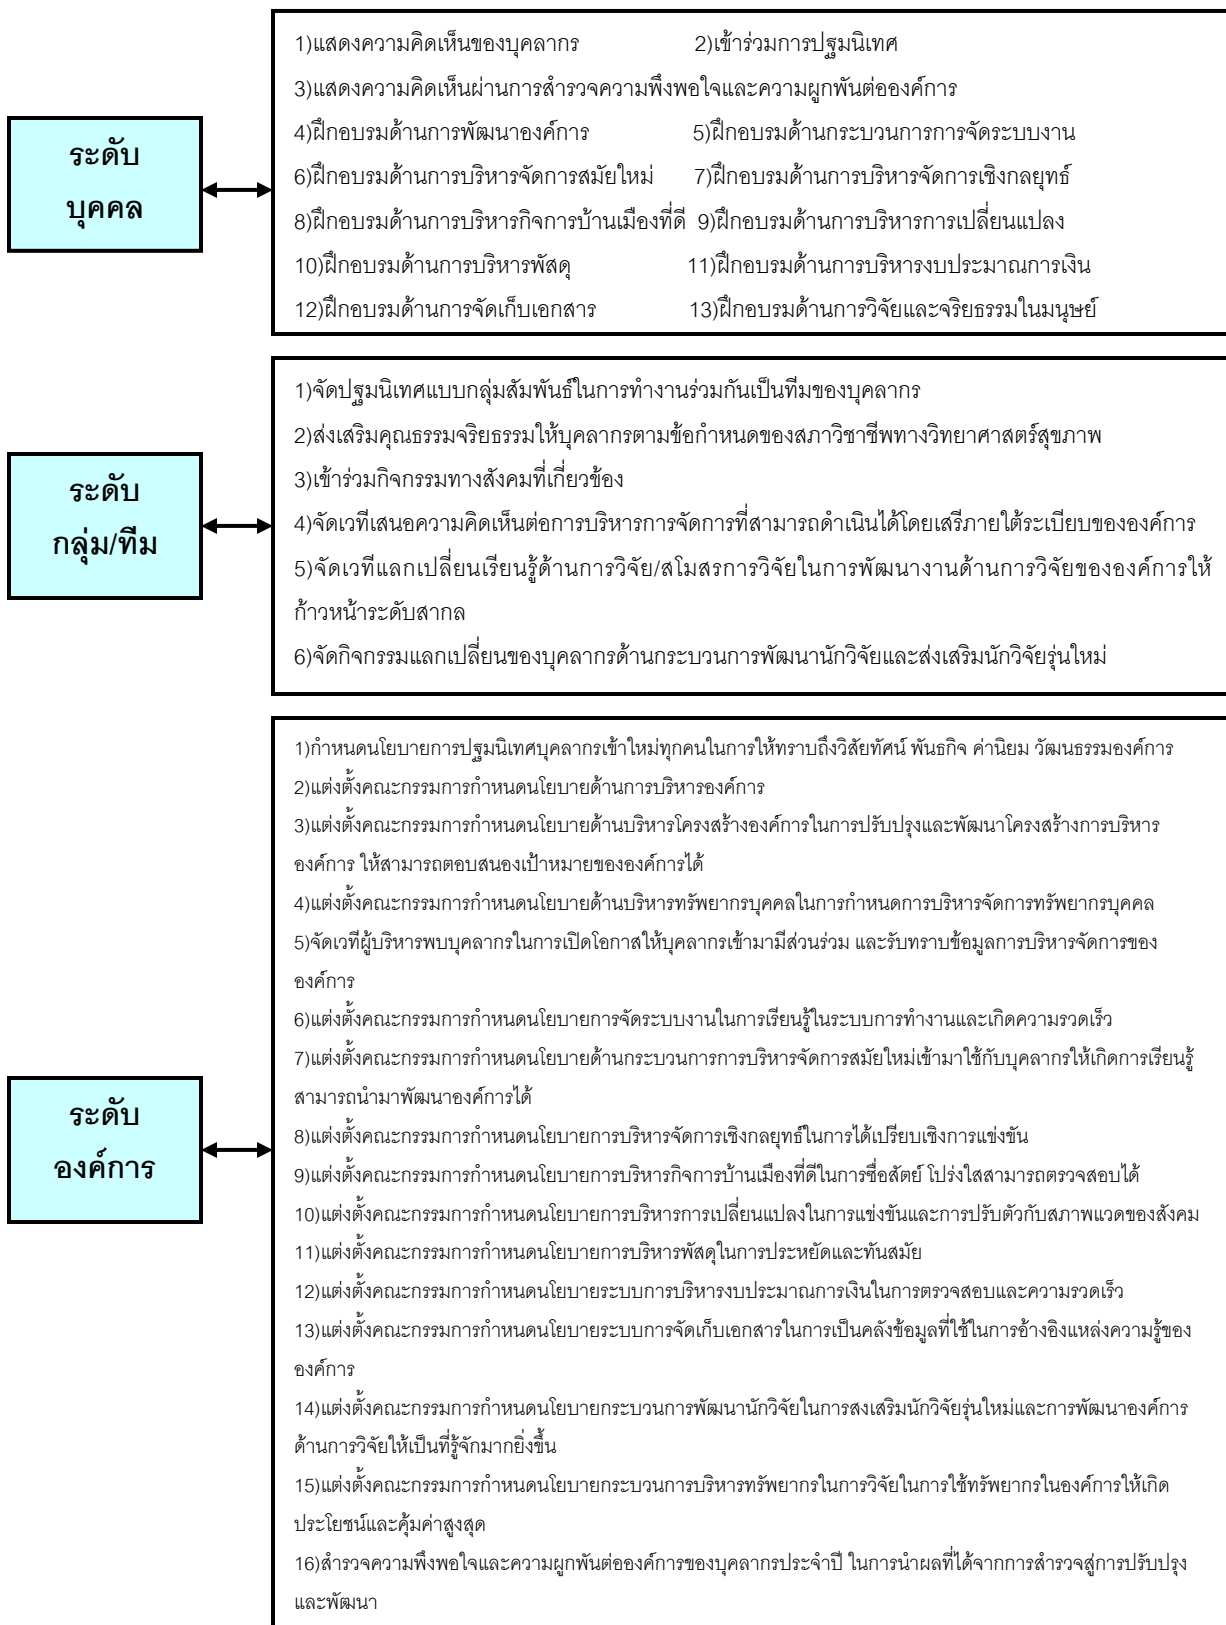 1)แสดงความคิดเห็นของบุคลากร 2)เข้าร่วมการปฐมนิเทศ
3)แสดงความคิดเห็นผ่านการสำรวจความพึงพอใจและความผูกพันต่อองค์การ
ระดับ
บุคคล
4)ฝึกอบรมด้านการพัฒนาองค์การ 5)ฝึกอบรมด้านกระบวนการการจัดระบบงาน
6)ฝึกอบรมด้านการบริหารจัดการสมัยใหม่ 7)ฝึกอบรมด้านการบริหารจัดการเชิงกลยุทธ์
8)ฝึกอบรมด้านการบริหารกิจการบ้านเมืองที่ดี 9)ฝึกอบรมด้านการบริหารการเปลี่ยนแปลง
10)ฝึกอบรมด้านการบริหารพัสดุ 11)ฝึกอบรมด้านการบริหารงบประมาณการเงิน
12)ฝึกอบรมด้านการจัดเก็บเอกสาร 13)ฝึกอบรมด้านการวิจัยและจริยธรรมในมนุษย์
ระดับ
กลุ่ม/ทีม
1)จัดปฐมนิเทศแบบกลุ่มสัมพันธ์ในการทำงานร่วมกันเป็นทีมของบุคลากร
2)ส่งเสริมคุณธรรมจริยธรรมให้บุคลากรตามข้อกำหนดของสภาวิชาชีพทางวิทยาศาสตร์สุขภาพ
3)เข้าร่วมกิจกรรมทางสังคมที่เกี่ยวข้อง
4)จัดเวทีเสนอความคิดเห็นต่อการบริหารการจัดการที่สามารถดำเนินได้โดยเสรีภายใต้ระเบียบขององค์การ
5)จัดเวทีแลกเปลี่ยนเรียนรู้ด้านการวิจัย/สโมสรการวิจัยในการพัฒนางานด้านการวิจัยขององค์การให้
ก้าวหน้าระดับสากล
6)จัดกิจกรรมแลกเปลี่ยนของบุคลากรด้านกระบวนการพัฒนานักวิจัยและส่งเสริมนักวิจัยรุ่นใหม่
ระดับ
องค์การ
1)กำหนดนโยบายการปฐมนิเทศบุคลากรเข้าใหม่ทุกคนในการให้ทราบถึงวิสัยทัศน์ พันธกิจ ค่านิยม วัฒนธรรมองค์การ
2)แต่งตั้งคณะกรรมการกำหนดนโยบายด้านการบริหารองค์การ
3)แต่งตั้งคณะกรรมการกำหนดนโยบายด้านบริหารโครงสร้างองค์การในการปรับปรุงและพัฒนาโครงสร้างการบริหาร
องค์การ ให้สามารถตอบสนองเป้าหมายขององค์การได้
4)แต่งตั้งคณะกรรมการกำหนดนโยบายด้านบริหารทรัพยากรบุคคลในการกำหนดการบริหารจัดการทรัพยากรบุคคล
5)จัดเวทีผู้บริหารพบบุคลากรในการเปิดโอกาสให้บุคลากรเข้ามามีส่วนร่วม และรับทราบข้อมูลการบริหารจัดการของ
องค์การ
6)แต่งตั้งคณะกรรมการกำหนดนโยบายการจัดระบบงานในการเรียนรู้ในระบบการทำงานและเกิดความรวดเร็ว
7)แต่งตั้งคณะกรรมการกำหนดนโยบายด้านกระบวนการการบริหารจัดการสมัยใหม่เข้ามาใช้กับบุคลากรให้เกิดการเรียนรู้
สามารถนำมาพัฒนาองค์การได้
8)แต่งตั้งคณะกรรมการกำหนดนโยบายการบริหารจัดการเชิงกลยุทธ์ในการได้เปรียบเชิงการแข่งขัน
9)แต่งตั้งคณะกรรมการกำหนดนโยบายการบริหารกิจการบ้านเมืองที่ดีในการซื่อสัตย์ โปร่งใสสามารถตรวจสอบได้
10)แต่งตั้งคณะกรรมการกำหนดนโยบายการบริหารการเปลี่ยนแปลงในการแข่งขันและการปรับตัวกับสภาพแวดของสังคม
11)แต่งตั้งคณะกรรมการกำหนดนโยบายการบริหารพัสดุในการประหยัดและทันสมัย
12)แต่งตั้งคณะกรรมการกำหนดนโยบายระบบการบริหารงบประมาณการเงินในการตรวจสอบและความรวดเร็ว
13)แต่งตั้งคณะกรรมการกำหนดนโยบายระบบการจัดเก็บเอกสารในการเป็นคลังข้อมูลที่ใช้ในการอ้างอิงแหล่งความรู้ของ
องค์การ
14)แต่งตั้งคณะกรรมการกำหนดนโยบายกระบวนการพัฒนานักวิจัยในการสงเสริมนักวิจัยรุ่นใหม่และการพัฒนาองค์การ
ด้านการวิจัยให้เป็นที่รู้จักมากยิ่งขึ้น
15)แต่งตั้งคณะกรรมการกำหนดนโยบายกระบวนการบริหารทรัพยากรในการวิจัยในการใช้ทรัพยากรในองค์การให้เกิด
ประโยชน์และคุ้มค่าสูงสุด
16)สำรวจความพึงพอใจและความผูกพันต่อองค์การของบุคลากรประจำปี ในการนำผลที่ได้จากการสำรวจสู่การปรับปรุง
และพัฒนา